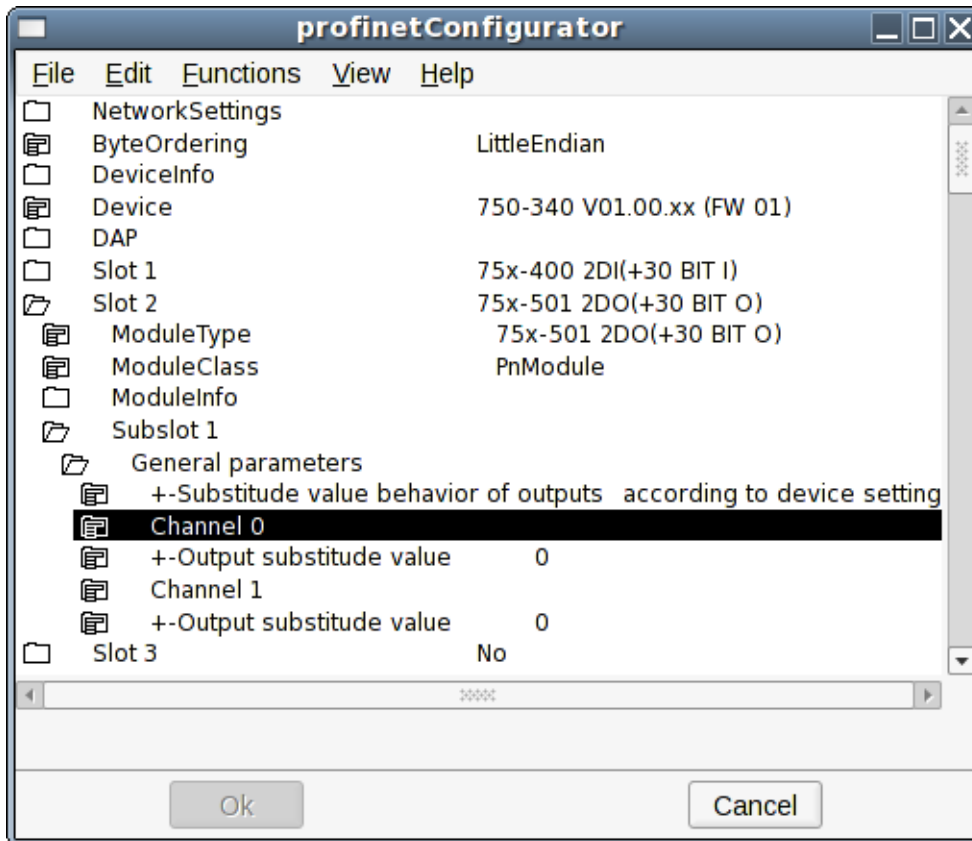 profinetConfigurator
File Edit Functions View Help
NetworkSettings
ByteOrdering LittleEndian
DeviceInfo
Device 750-340 V01.00.xx (FW 01)
DAP
Slot 1 75x-400 2DI(+30 BIT I)
Slot 2 75x-501 2DO(+30 BIT O)
ModuleType 75x-501 2DO(+30 BIT O)
ModuleClass PnModule
ModuleInfo
Subslot 1
General parameters
+-Substitude value behavior of outputs according to device setting
Channel 0
+-Output substitude value 0
Channel 1
+-Output substitude value 0
Slot 3 No
Ok Cancel